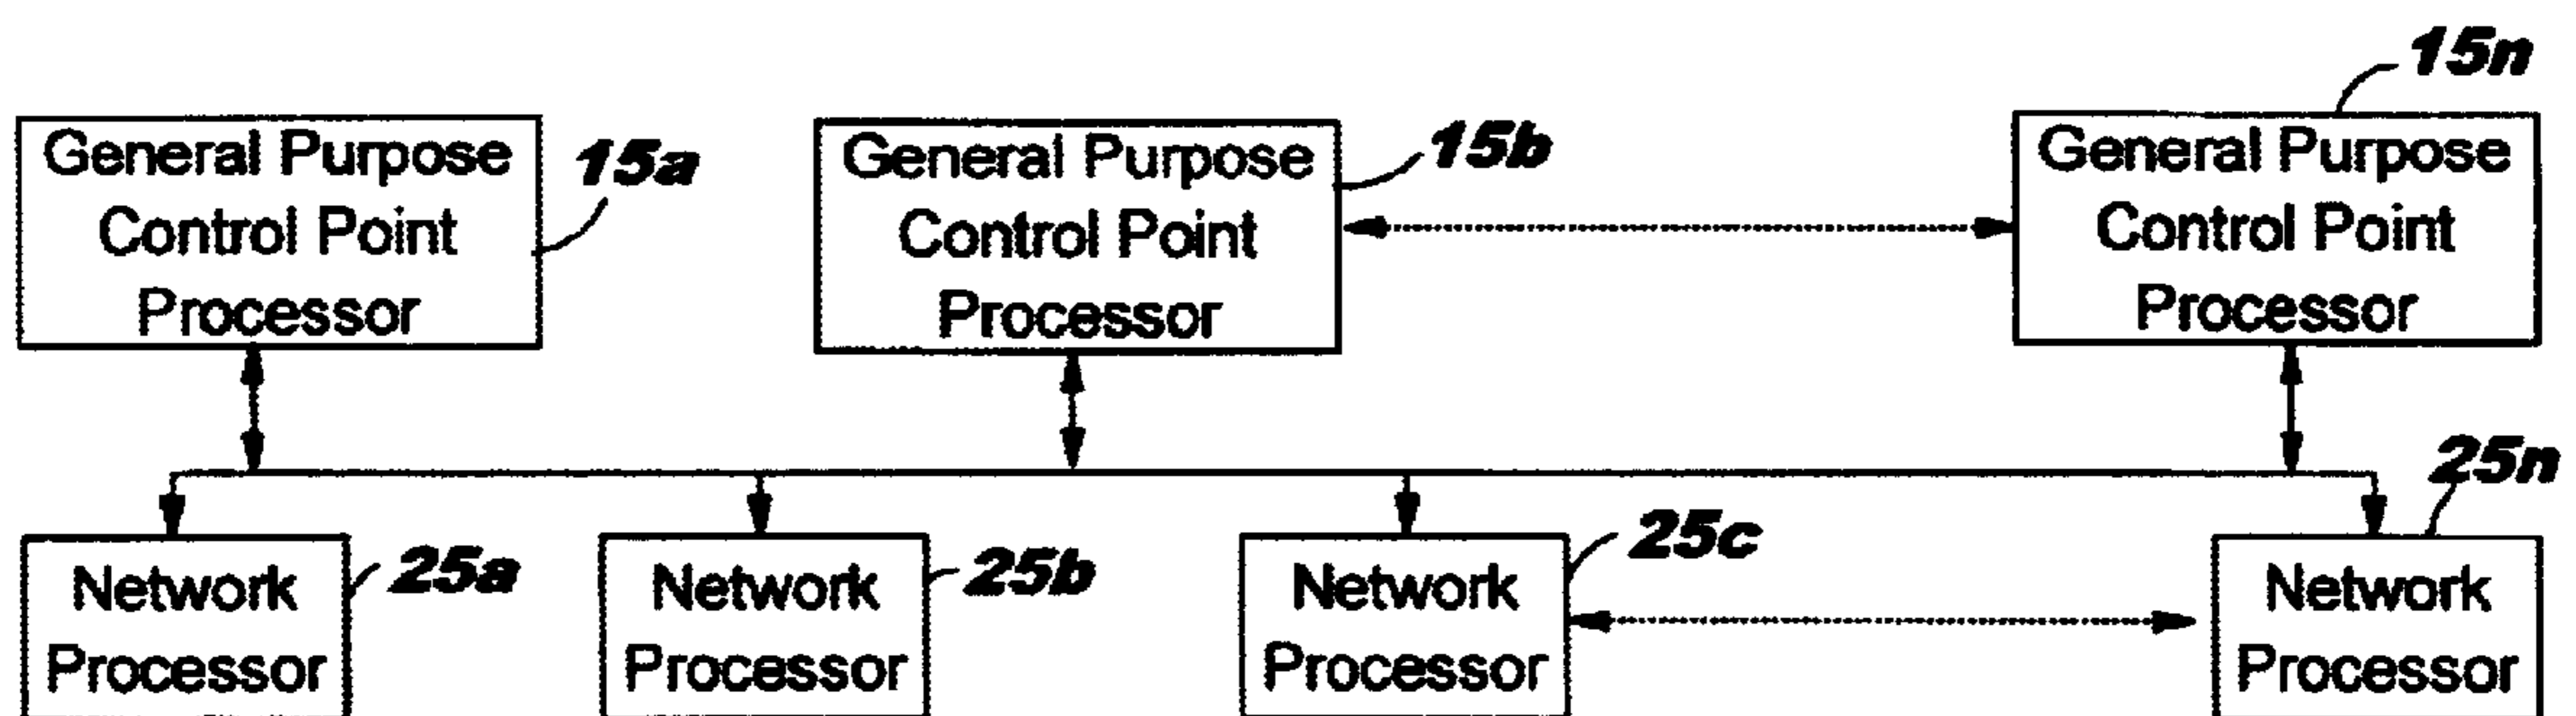 15n
General Purpose
Control Point
Processor
15a
General Purpose
Control Point
Processor
15b
General Purpose
Control Point
Processor
25n
Network
Processor
25a
Network
Processor
25b
Network
Processor
25c
Network
Processor